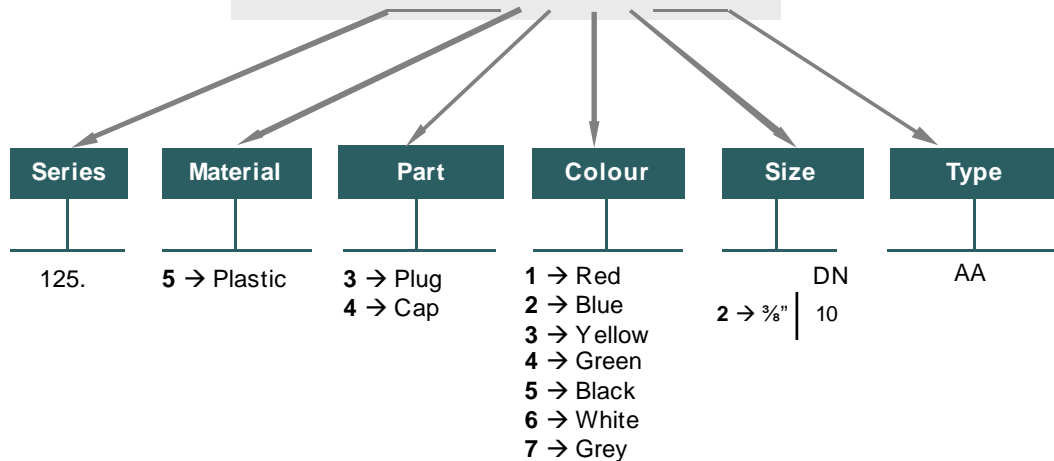 Series Material Part Colour Size Type
125. 5 → Plastic 3 → Plug 1 → Red DN AA
4 → Cap 2 → Blue 2 → ⅜” 10
3 → Yellow
4 → Green
5 → Black
6 → White
7 → Grey